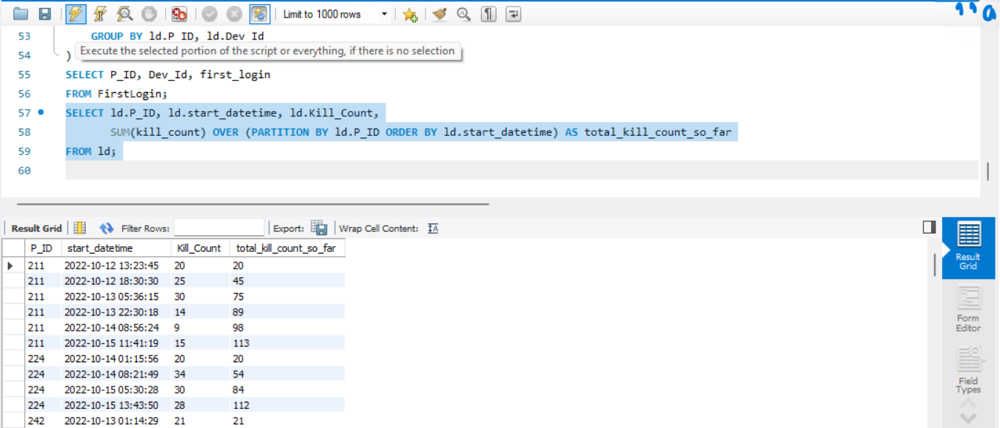 Limit to 1000 rows
53 GROUP BY ld.P_ID, ld.Dev_Id
Execute the selected portion of the script or everything, if there is no selection
54 )
55 SELECT P_ID, Dev_Id, first_login
56 FROM FirstLogin;
57 SELECT ld.P_ID, ld.start_datetime, ld.Kill_Count,
58 SUM(kill_count) OVER (PARTITION BY ld.P_ID ORDER BY ld.start_datetime) AS total_kill_count_so_far
59 FROM ld;
60
Result Grid Filter Rows: Export: Wrap Cell Content: IA
P_ID start_datetime Kill_Count total_kill_count_so_far
211 2022-10-12 13:23:45 20 20
211 2022-10-12 18:30:30 25 45
211 2022-10-13 05:36:15 30 75
211 2022-10-13 22:30:18 14 89
211 2022-10-14 08:56:24 9 98
211 2022-10-15 11:41:19 15 113
224 2022-10-14 01:15:56 20 20
224 2022-10-14 08:21:49 34 54
224 2022-10-15 05:30:28 30 84
224 2022-10-15 13:43:50 28 112
242 2022-10-13 01:14:29 21 21
Result
Grid
Form
Editor
Field
Types